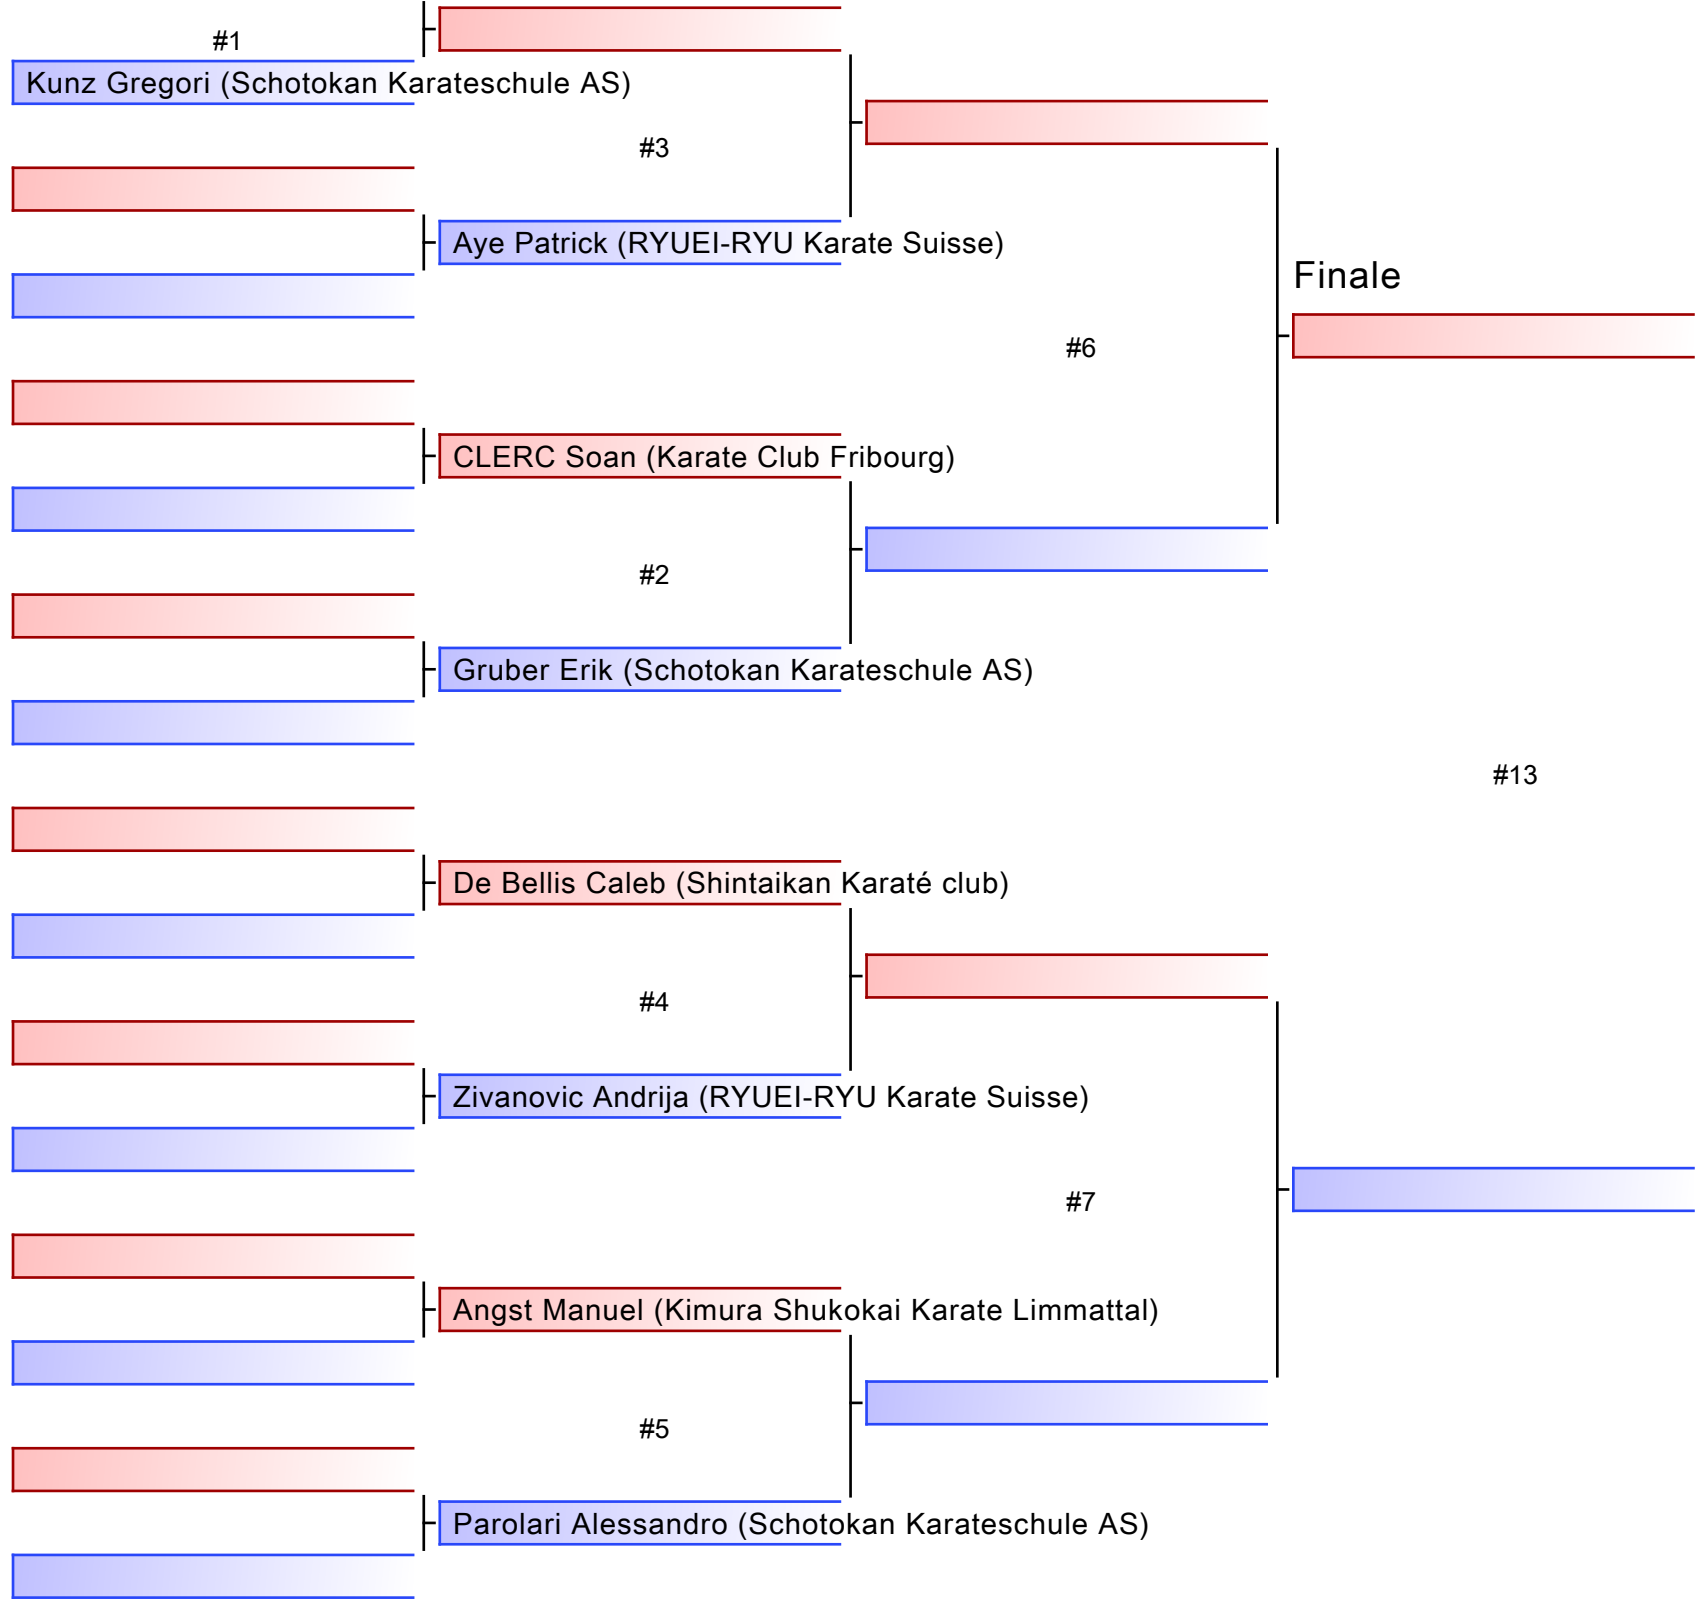 #1
Kunz Gregori (Schotokan Karateschule AS)
#3
Aye Patrick (RYUEI-RYU Karate Suisse)
Finale
#6
CLERC Soan (Karate Club Fribourg)
#2
Gruber Erik (Schotokan Karateschule AS)
#13
De Bellis Caleb (Shintaikan Karaté club)
#4
Zivanovic Andrija (RYUEI-RYU Karate Suisse)
#7
Angst Manuel (Kimura Shukokai Karate Limmattal)
#5
Parolari Alessandro (Schotokan Karateschule AS)